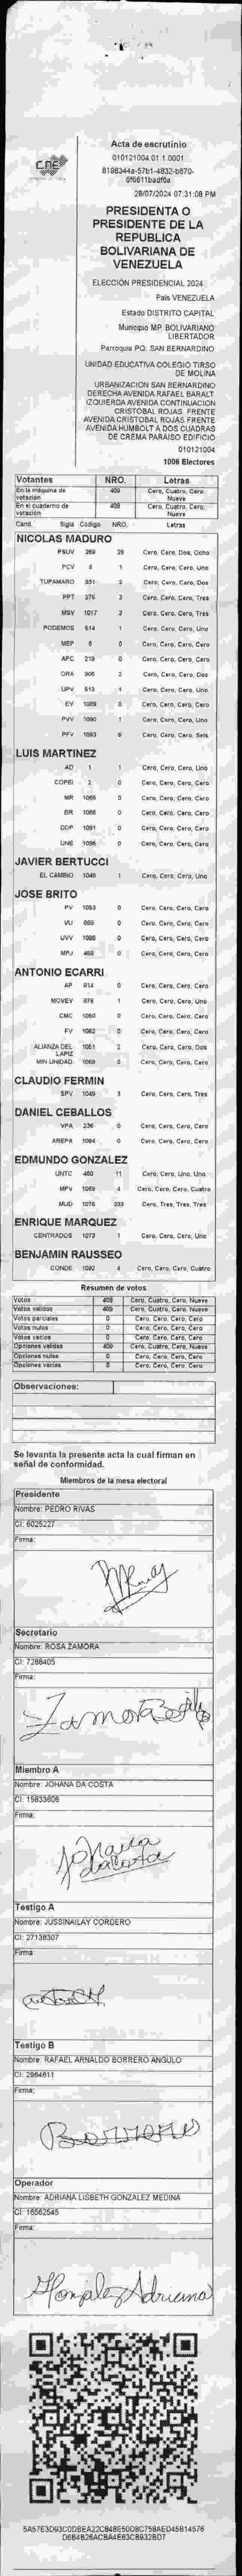 CNE
Acta de escrutinio
010121004.01.1.0001
8198344a-57b1-4832-b670-
6f6611badf6a
28/07/2024 07:31:08 PM
PRESIDENTA O
PRESIDENTE DE LA
REPUBLICA
BOLIVARIANA DE
VENEZUELA
ELECCIÓN PRESIDENCIAL 2024
País VENEZUELA
Estado DISTRITO CAPITAL
Municipio MP. BOLIVARIANO
LIBERTADOR
Parroquia PQ. SAN BERNARDINO
UNIDAD EDUCATIVA COLEGIO TIRSO
DE MOLINA
URBANIZACION SAN BERNARDINO
DERECHA AVENIDA RAFAEL BARALT.
IZQUIERDA AVENIDA CONTINUACION
CRISTOBAL ROJAS. FRENTE
AVENIDA CRISTOBAL ROJAS FRENTE
AVENIDA HUMBOLT A DOS CUADRAS
DE CREMA PARAISO EDIFICIO
010121004
1006 Electores
Votantes NRO. Letras
En la máquina de votación 409 Cero, Cuatro, Cero, Nueve
En el cuaderno de votación 409 Cero, Cuatro, Cero, Nueve
Cand. Sigla Código NRO. Letras
NICOLAS MADURO
PSUV 269 28 Cero, Cero, Dos, Ocho
PCV 9 1 Cero, Cero, Cero, Uno
TUPAMARO 931 2 Cero, Cero, Cero, Dos
PPT 276 3 Cero, Cero, Cero, Tres
MSV 1017 3 Cero, Cero, Cero, Tres
PODEMOS 514 1 Cero, Cero, Cero, Uno
MEP 6 0 Cero, Cero, Cero, Cero
APC 219 0 Cero, Cero, Cero, Cero
ORA 906 2 Cero, Cero, Cero, Dos
UPV 513 1 Cero, Cero, Cero, Uno
EV 1089 0 Cero, Cero, Cero, Cero
PVV 1090 1 Cero, Cero, Cero, Uno
PFV 1093 6 Cero, Cero, Cero, Seis
LUIS MARTINEZ
AD 1 1 Cero, Cero, Cero, Uno
COPEI 2 0 Cero, Cero, Cero, Cero
MR 1065 0 Cero, Cero, Cero, Cero
BR 1066 0 Cero, Cero, Cero, Cero
DDP 1091 0 Cero, Cero, Cero, Cero
UNE 1096 0 Cero, Cero, Cero, Cero
JAVIER BERTUCCI
EL CAMBIO 1048 1 Cero, Cero, Cero, Uno
JOSE BRITO
PV 1053 0 Cero, Cero, Cero, Cero
VU 869 0 Cero, Cero, Cero, Cero
UVV 1098 0 Cero, Cero, Cero, Cero
MPJ 458 0 Cero, Cero, Cero, Cero
ANTONIO ECARRI
AP 914 0 Cero, Cero, Cero, Cero
MOVEV 878 1 Cero, Cero, Cero, Uno
CMC 1060 0 Cero, Cero, Cero, Cero
FV 1062 0 Cero, Cero, Cero, Cero
ALIANZA DEL LAPIZ 1051 2 Cero, Cero, Cero, Dos
MIN UNIDAD 1069 0 Cero, Cero, Cero, Cero
CLAUDIO FERMIN
SPV 1049 3 Cero, Cero, Cero, Tres
DANIEL CEBALLOS
VPA 236 0 Cero, Cero, Cero, Cero
AREPA 1094 0 Cero, Cero, Cero, Cero
EDMUNDO GONZALEZ
UNTC 460 11 Cero, Cero, Uno, Uno
MPV 1069 4 Cero, Cero, Cero, Cuatro
MUD 1076 333 Cero, Tres, Tres, Tres
ENRIQUE MARQUEZ
CENTRADOS 1073 1 Cero, Cero, Cero, Uno
BENJAMIN RAUSSEO
CONDE 1092 4 Cero, Cero, Cero, Cuatro
Resumen de votos
Votos 409 Cero, Cuatro, Cero, Nueve
Votos validos 409 Cero, Cuatro, Cero, Nueve
Votos parciales 0 Cero, Cero, Cero, Cero
Votos nulos 0 Cero, Cero, Cero, Cero
Votos vacios 0 Cero, Cero, Cero, Cero
Opciones validas 409 Cero, Cuatro, Cero, Nueve
Opciones nulas 0 Cero, Cero, Cero, Cero
Opciones vacias 0 Cero, Cero, Cero, Cero
Observaciones:
Se levanta la presente acta la cual firman en
señal de conformidad.
Miembros de la mesa electoral
Presidente
Nombre: PEDRO RIVAS
CI: 6025227
Firma:
Secretario
Nombre: ROSA ZAMORA
CI: 7288405
Firma:
Miembro A
Nombre: JOHANA DA COSTA
CI: 15833606
Firma:
Johana
daCosta
Testigo A
Nombre: JUSSINAILAY CORDERO
CI: 27138307
Firma:
Testigo B
Nombre: RAFAEL ARNALDO BORRERO ANGULO
CI: 2964611
Firma:
Borrero
Operador
Nombre: ADRIANA LISBETH GONZALEZ MEDINA
CI: 16562545
Firma:
Gonzalez Adriana
5A57E3D93C0DBEA22C848E50D8C758AED45B14576
D6B4B26ACBA4E63CB932BD7